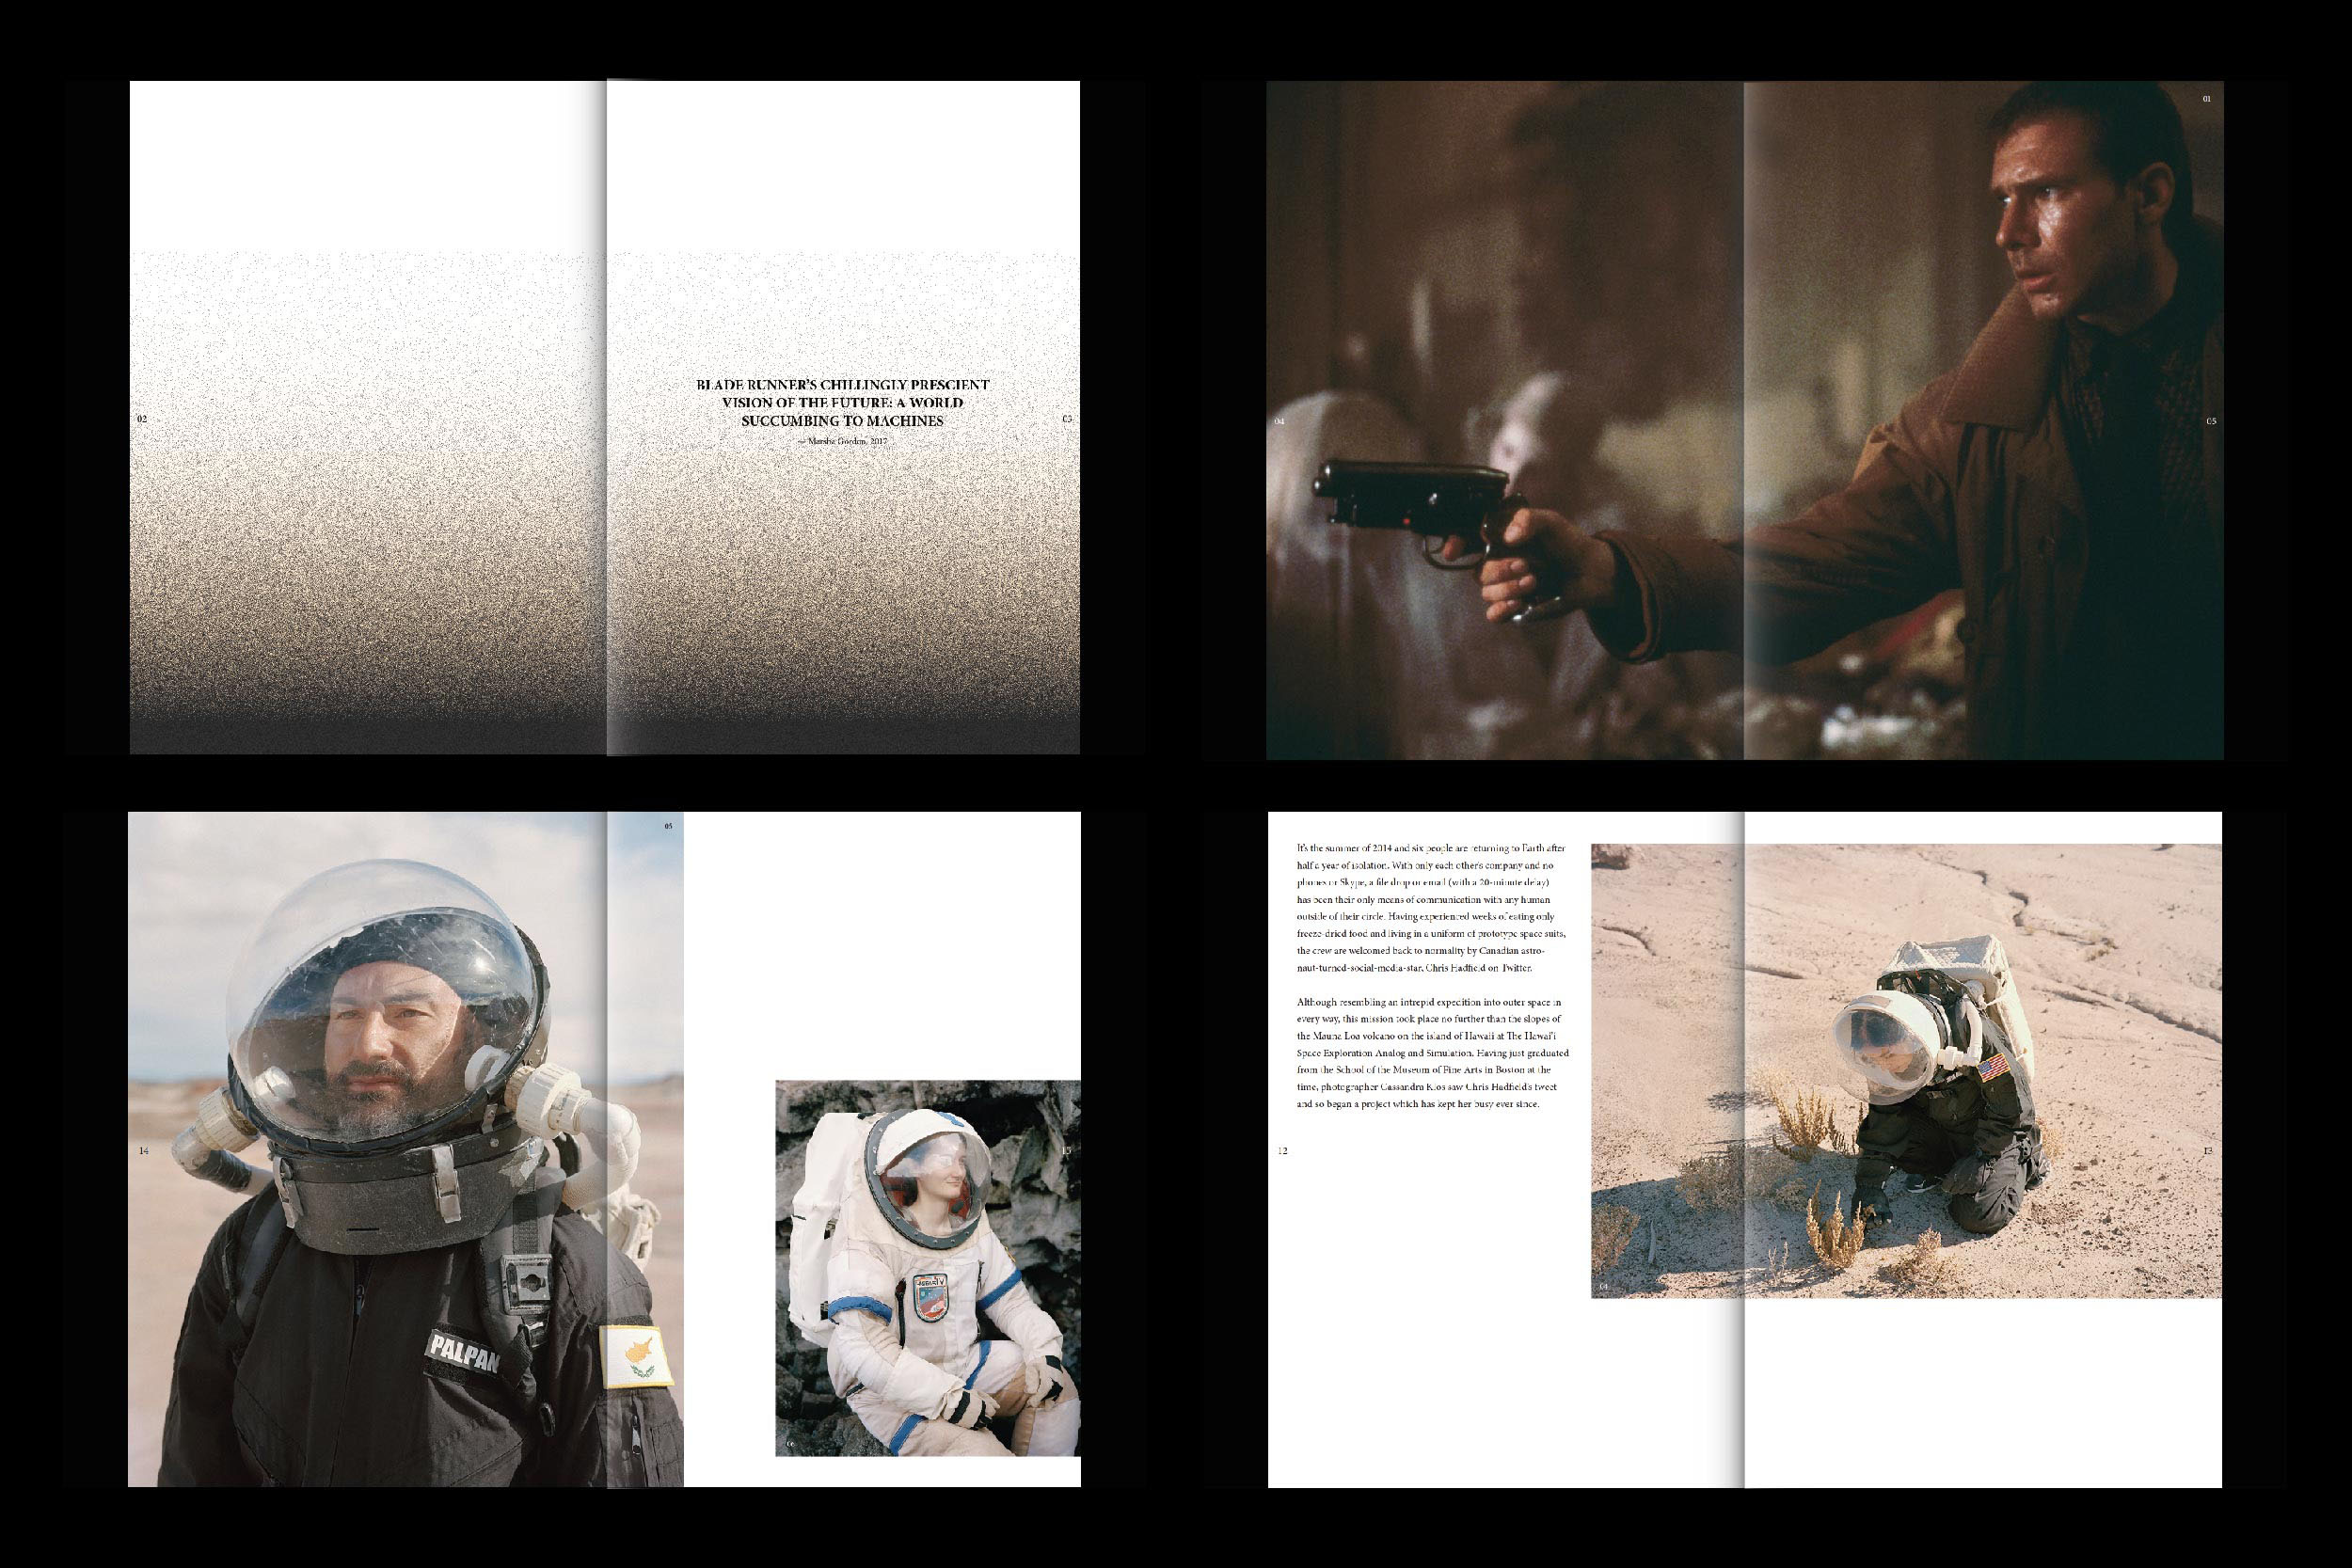 02
BLADE RUNNER'S CHILLINGLY PRESCIENT
VISION OF THE FUTURE: A WORLD
SUCCUMBING TO MACHINES
— Marsha Gordon, 2017
03
01
04
05
05
14
PALPAN
15
06
It's the summer of 2014 and six people are returning to Earth after
half a year of isolation. With only each other's company and no
phones or Skype, a file drop or email (with a 20-minute delay)
has been their only means of communication with any human
outside of their circle. Having experienced weeks of eating only
freeze-dried food and living in a uniform of prototype space suits,
the crew are welcomed back to normality by Canadian astro-
naut-turned-social-media-star, Chris Hadfield on Twitter.
Although resembling an intrepid expedition into outer space in
every way, this mission took place no further than the slopes of
the Mauna Loa volcano on the island of Hawaii at The Hawai'i
Space Exploration Analog and Simulation. Having just graduated
from the School of the Museum of Fine Arts in Boston at the
time, photographer Cassandra Klos saw Chris Hadfield's tweet
and so began a project which has kept her busy ever since.
12
13
04